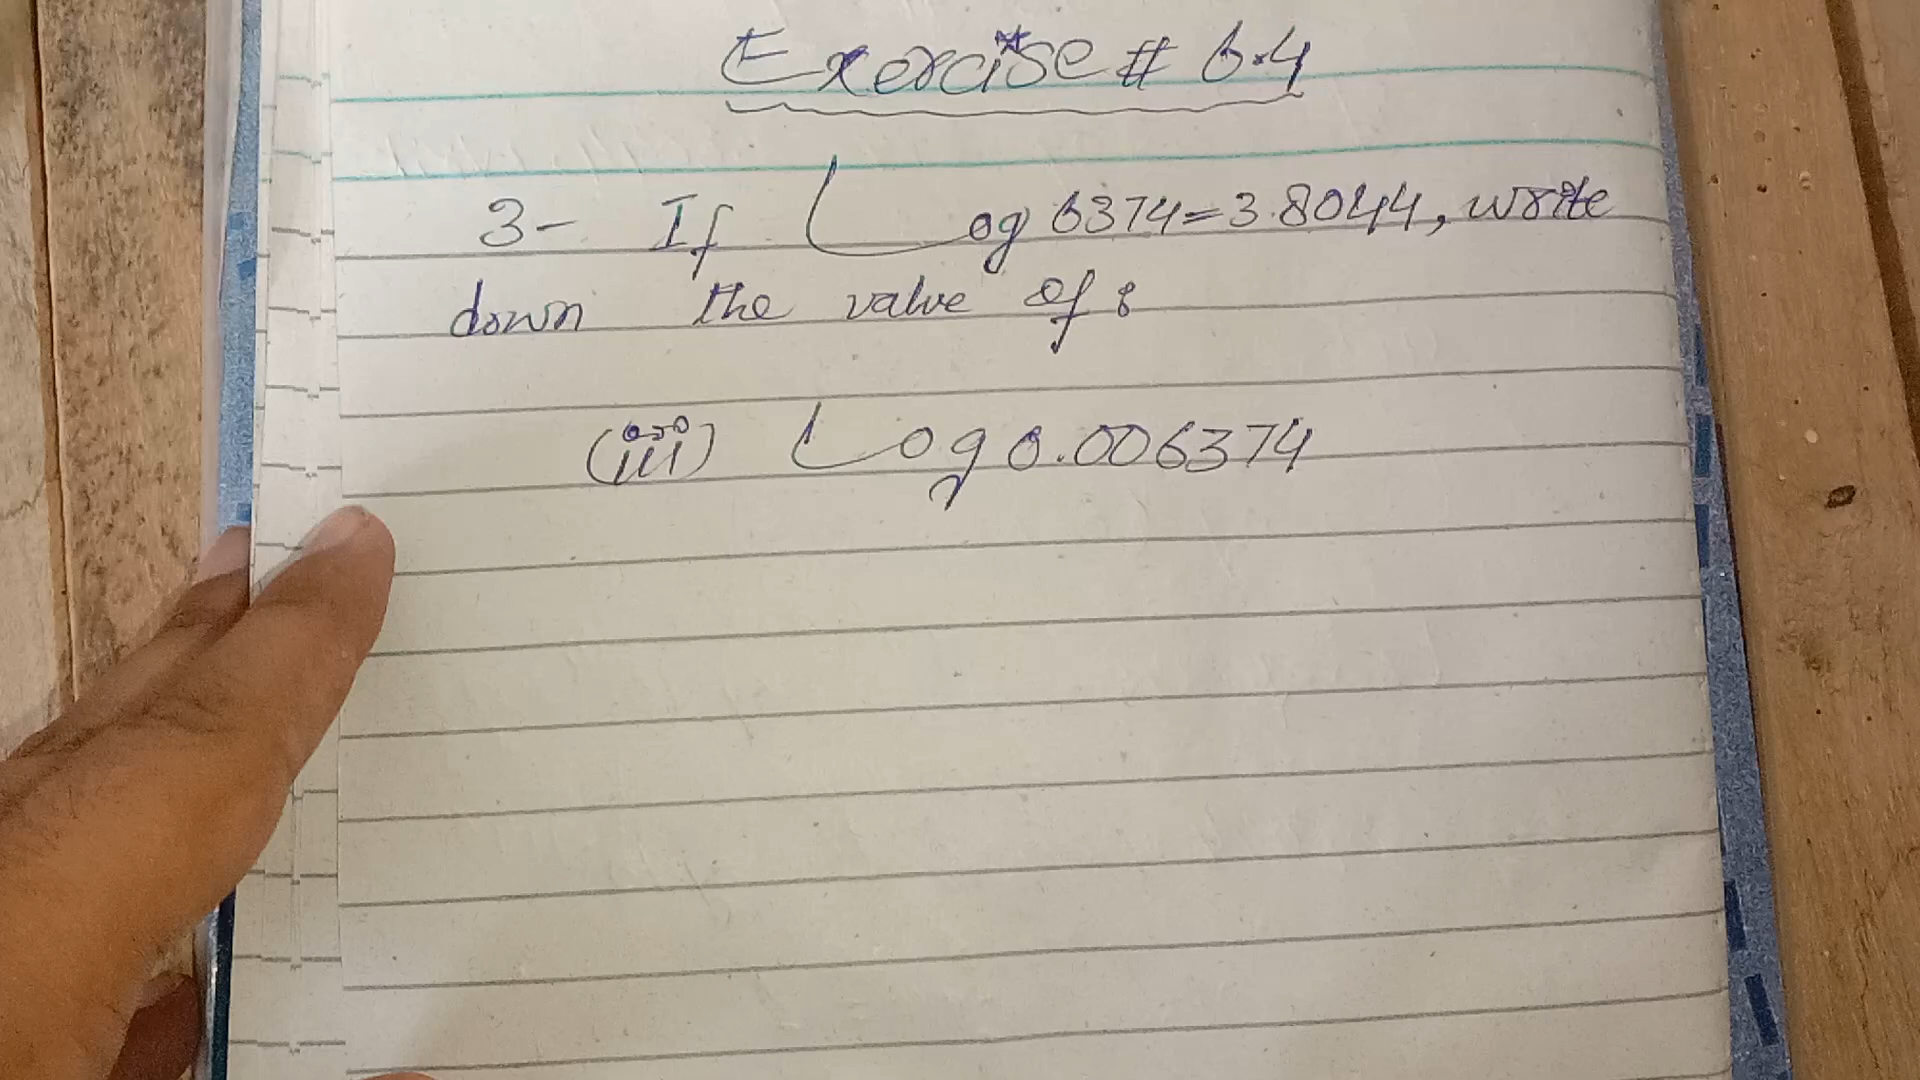 Exercise # 6.4
3- If Log 6374=3.8044, write
down the value of :
(iii) Log 0.006374